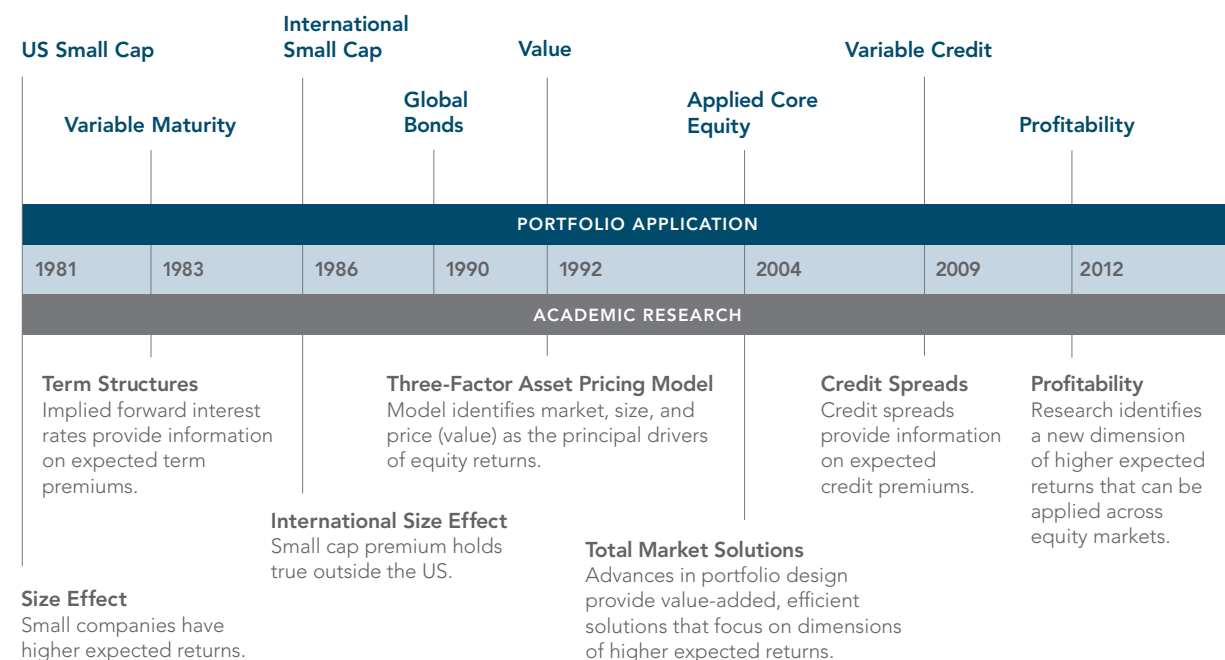 US Small Cap
International
Small Cap
Value
Variable Credit
Variable Maturity
Global
Bonds
Applied Core
Equity
Profitability
PORTFOLIO APPLICATION
1981
1983
1986
1990
1992
2004
2009
2012
ACADEMIC RESEARCH
Term Structures
Implied forward interest
rates provide information
on expected term
premiums.
Three-Factor Asset Pricing Model
Model identifies market, size, and
price (value) as the principal drivers
of equity returns.
Credit Spreads
Credit spreads
provide information
on expected
credit premiums.
Profitability
Research identifies
a new dimension
of higher expected
returns that can be
applied across
equity markets.
International Size Effect
Small cap premium holds
true outside the US.
Total Market Solutions
Advances in portfolio design
provide value-added, efficient
solutions that focus on dimensions
of higher expected returns.
Size Effect
Small companies have
higher expected returns.